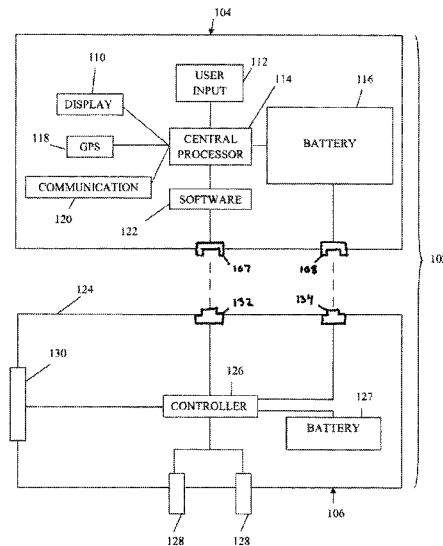 104
110
112
114
116
USER
INPUT
DISPLAY
118
GPS
CENTRAL
PROCESSOR
BATTERY
COMMUNICATION
120
SOFTWARE
122
107
108
124
132
134
130
126
127
CONTROLLER
BATTERY
128
128
106